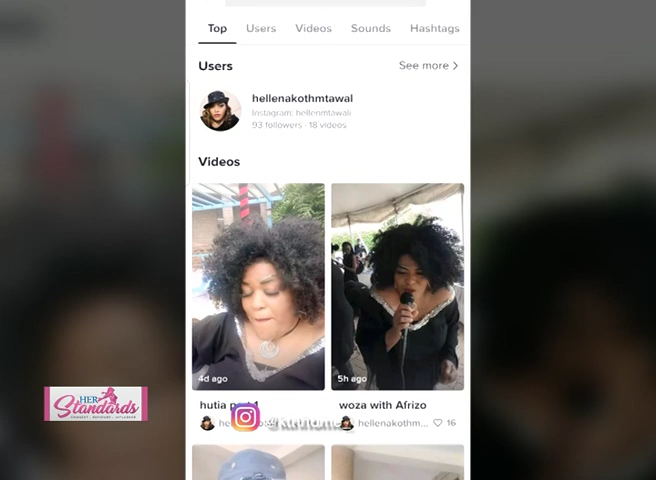 Top Users Videos Sounds Hashtags
Users See more >
hellenakothmtawal
Instagram: hellenmtawali
93 followers · 18 videos
Videos
4d ago 5h ago
hutia woza with Afrizo
hellenakothm... 16
HER
Standards